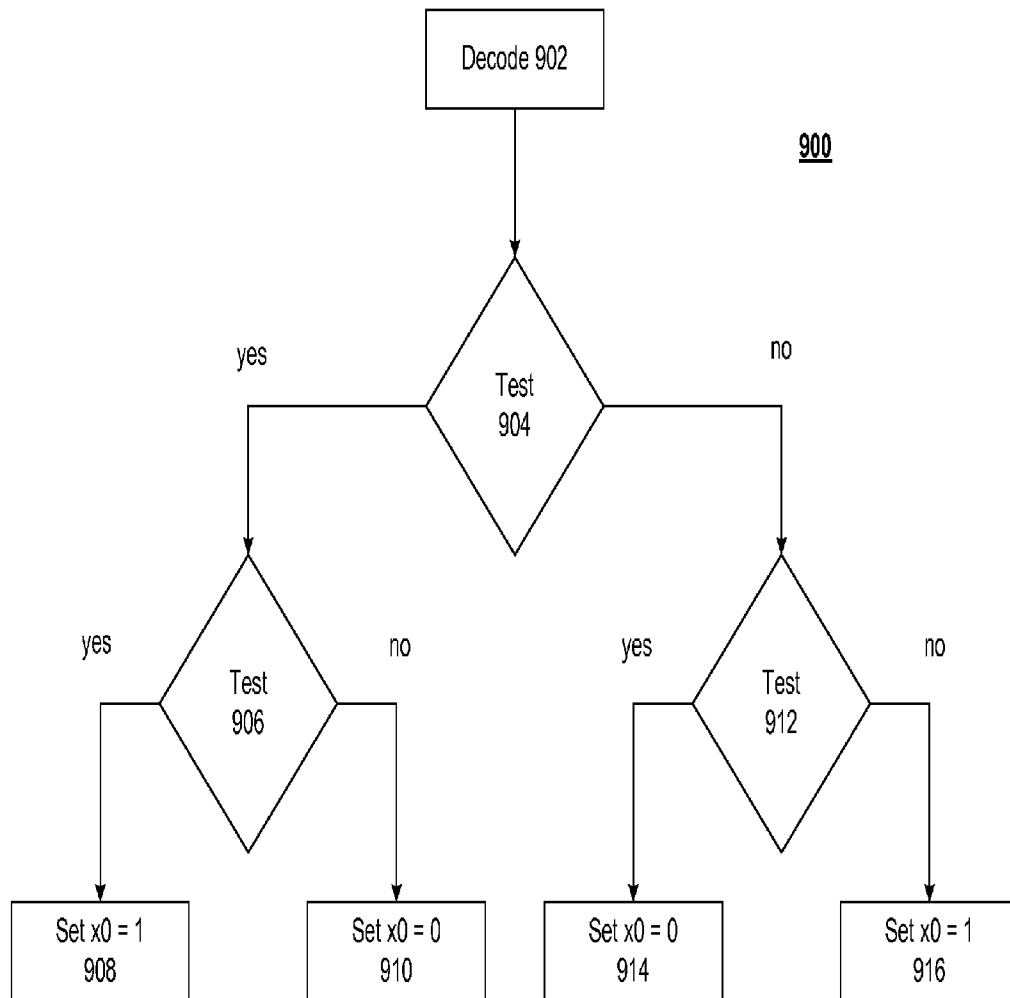 Decode 902
900
yes
no
Test
904
yes
no
yes
no
Test
906
Test
912
Set x0 = 1
908
Set x0 = 0
910
Set x0 = 0
914
Set x0 = 1
916